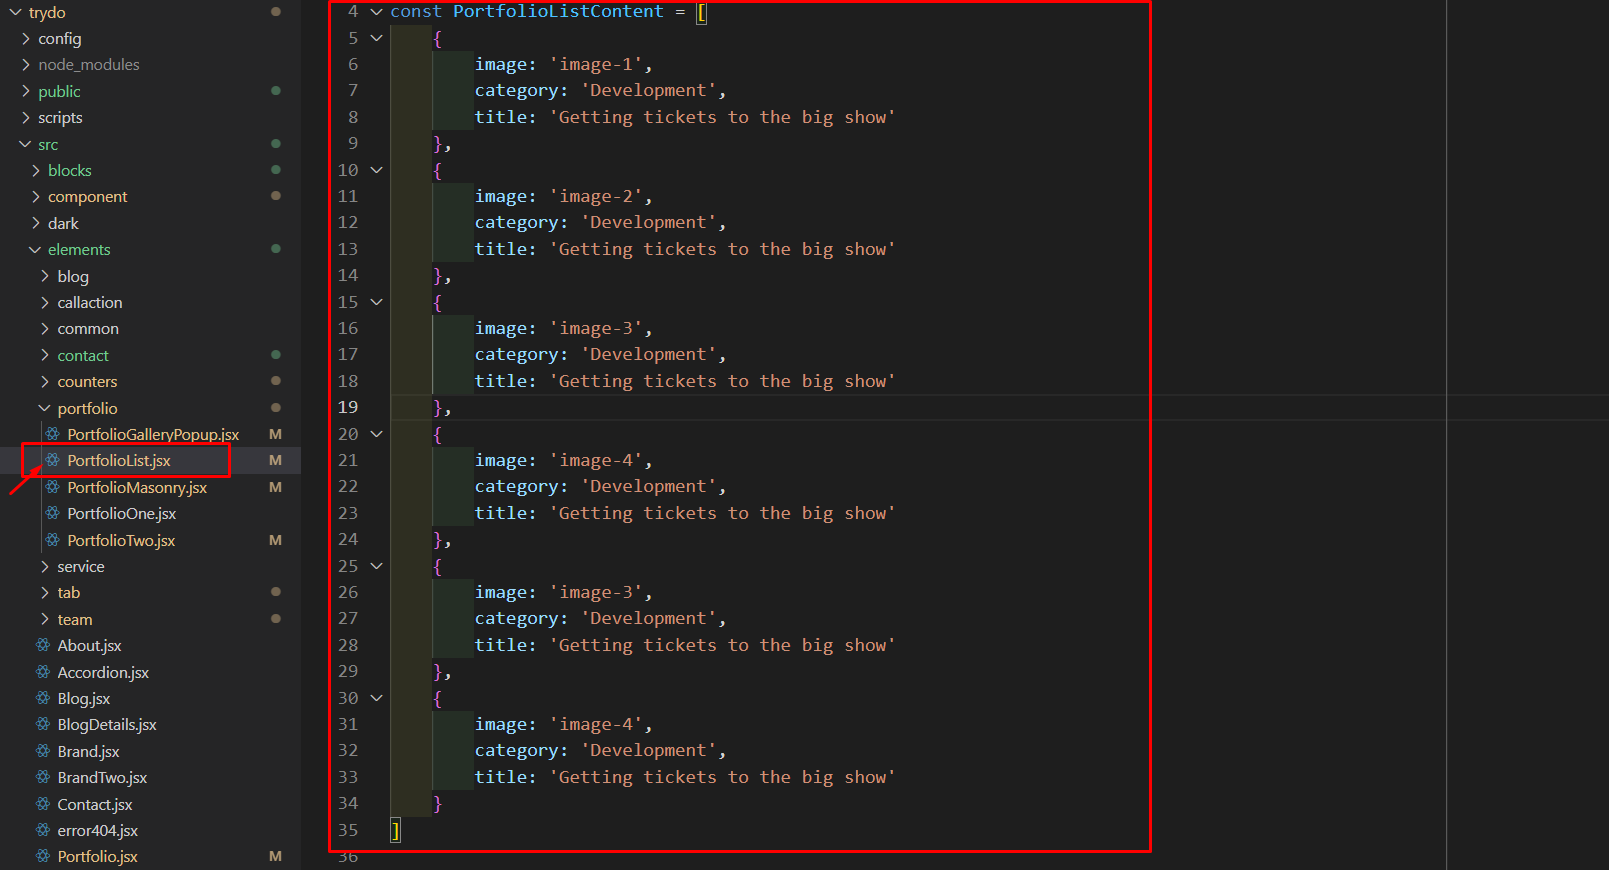 trydo
config
node_modules
public
scripts
src
blocks
component
dark
elements
blog
callaction
common
contact
counters
portfolio
PortfolioGalleryPopup.jsx M
PortfolioList.jsx M
PortfolioMasonry.jsx M
PortfolioOne.jsx
PortfolioTwo.jsx M
service
tab
team
About.jsx
Accordion.jsx
Blog.jsx
BlogDetails.jsx
Brand.jsx
BrandTwo.jsx
Contact.jsx
error404.jsx
Portfolio.jsx M
4 const PortfolioListContent = [
5 {
6 image: 'image-1',
7 category: 'Development',
8 title: 'Getting tickets to the big show'
9 },
10 {
11 image: 'image-2',
12 category: 'Development',
13 title: 'Getting tickets to the big show'
14 },
15 {
16 image: 'image-3',
17 category: 'Development',
18 title: 'Getting tickets to the big show'
19 },
20 {
21 image: 'image-4',
22 category: 'Development',
23 title: 'Getting tickets to the big show'
24 },
25 {
26 image: 'image-3',
27 category: 'Development',
28 title: 'Getting tickets to the big show'
29 },
30 {
31 image: 'image-4',
32 category: 'Development',
33 title: 'Getting tickets to the big show'
34 }
35 ]
36